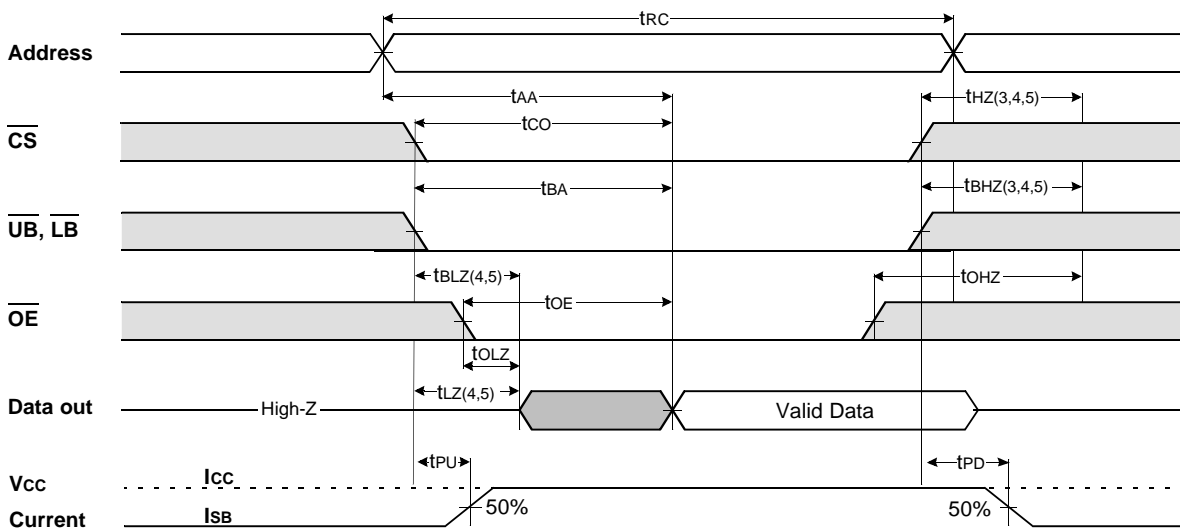 tRC
Address
tAA
tHZ(3,4,5)
tCO
CS
tBA
tBHZ(3,4,5)
UB, LB
tBLZ(4,5)
tOHZ
tOE
OE
tOLZ
tLZ(4,5)
Data out
High-Z
Valid Data
tPU
tPD
VCC
ICC
50%
50%
Current
ISB